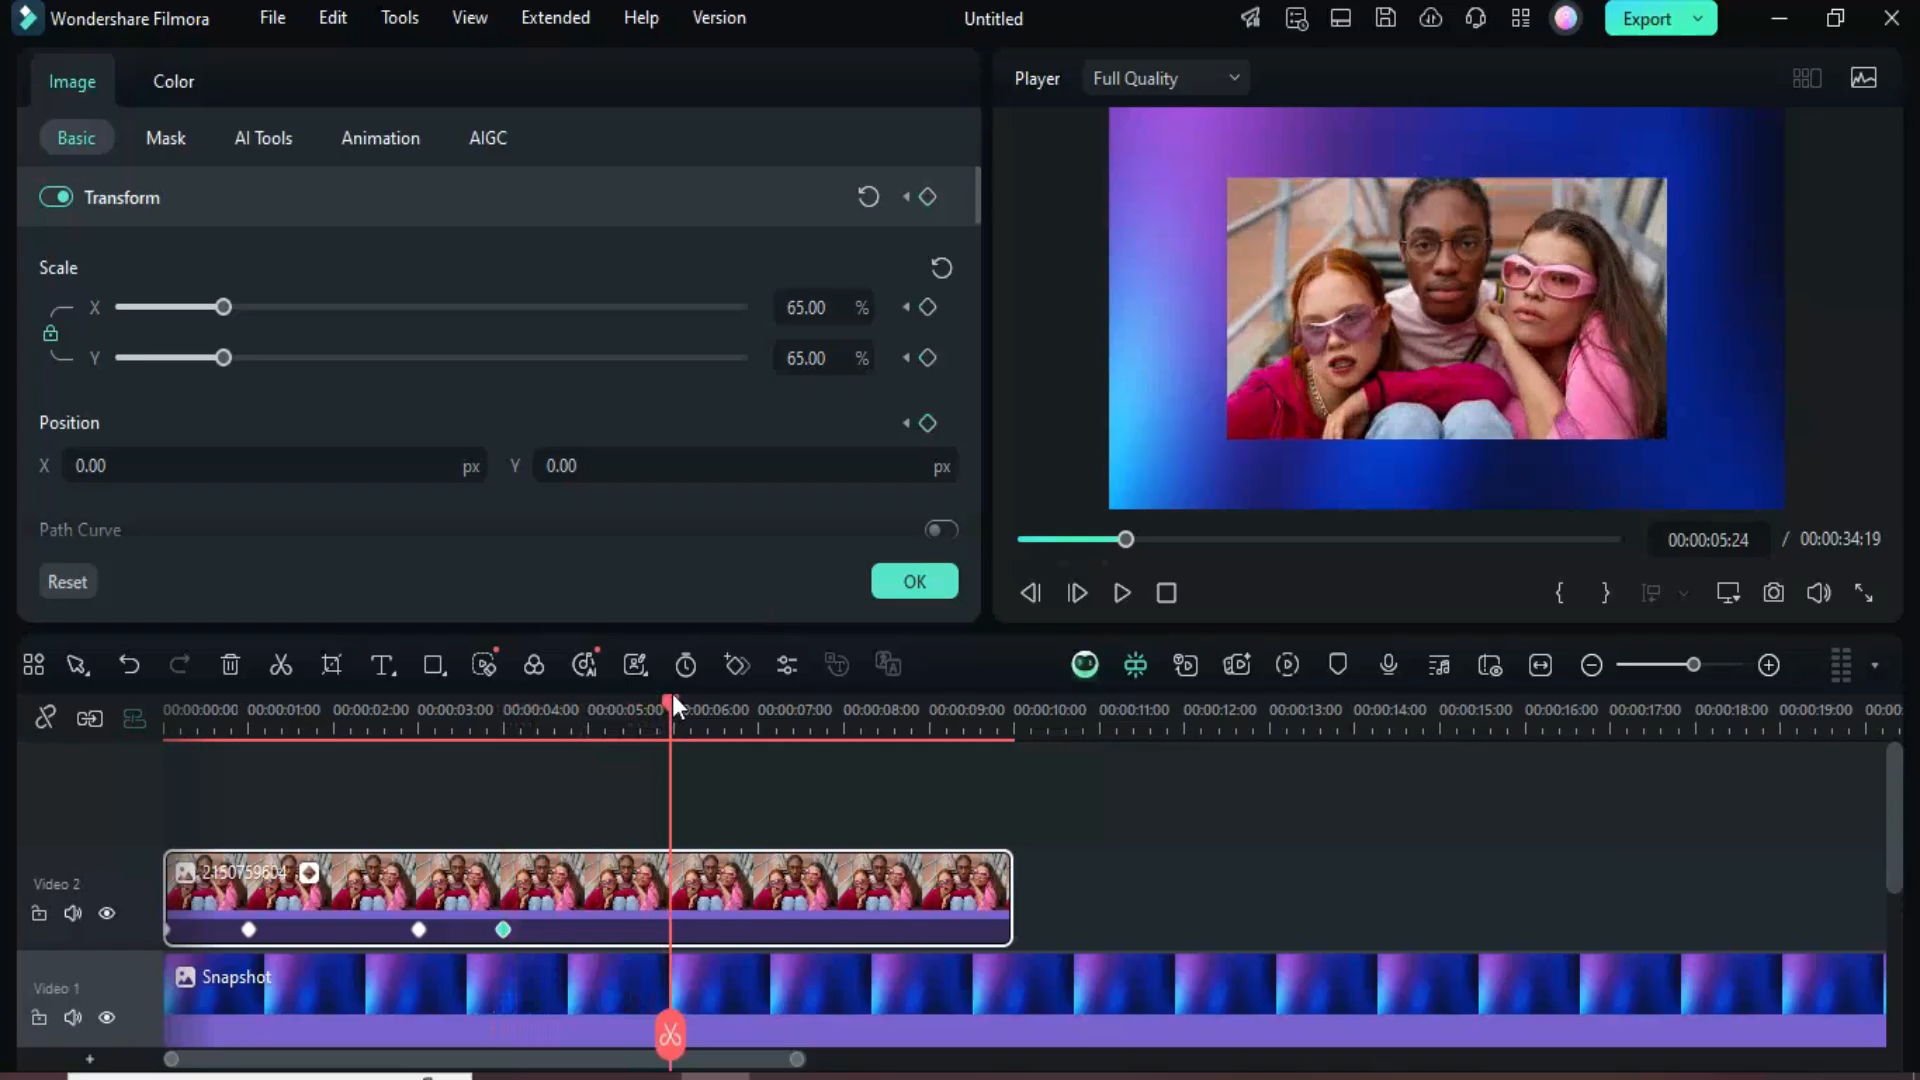 Wondershare Filmora File Edit Tools View Extended Help Version Untitled Export
Image Color
Basic Mask AI Tools Animation AIGC
Transform
Scale
X 65.00 %
Y 65.00 %
Position
X 0.00 px Y 0.00 px
Path Curve
Reset OK
Player Full Quality
00:00:05:24 / 00:00:34:19
00:00:00:00 00:00:01:00 00:00:02:00 00:00:03:00 00:00:04:00 00:00:05:00 00:00:06:00 00:00:07:00 00:00:08:00 00:00:09:00 00:00:10:00 00:00:11:00 00:00:12:00 00:00:13:00 00:00:14:00 00:00:15:00 00:00:16:00 00:00:17:00 00:00:18:00 00:00:19:00 00:00
2150759604
Video 2
Snapshot
Video 1